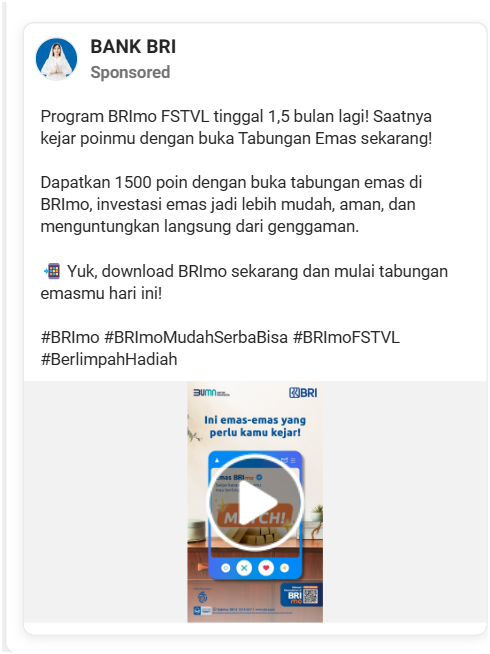 BANK BRI
Sponsored
Program BRImo FSTVL tinggal 1,5 bulan lagi! Saatnya
kejar poinmu dengan buka Tabungan Emas sekarang!
Dapatkan 1500 poin dengan buka tabungan emas di
BRImo, investasi emas jadi lebih mudah, aman, dan
menguntungkan langsung dari genggaman.
📲 Yuk, download BRImo sekarang dan mulai tabungan
emasmu hari ini!
#BRImo #BRImoMudahSerbaBisa #BRImoFSTVL
#BerlimpahHadiah
BUMN
BRI
Ini emas-emas yang
perlu kamu kejar!
Emas BRImo
MATCH!
BRI
mo